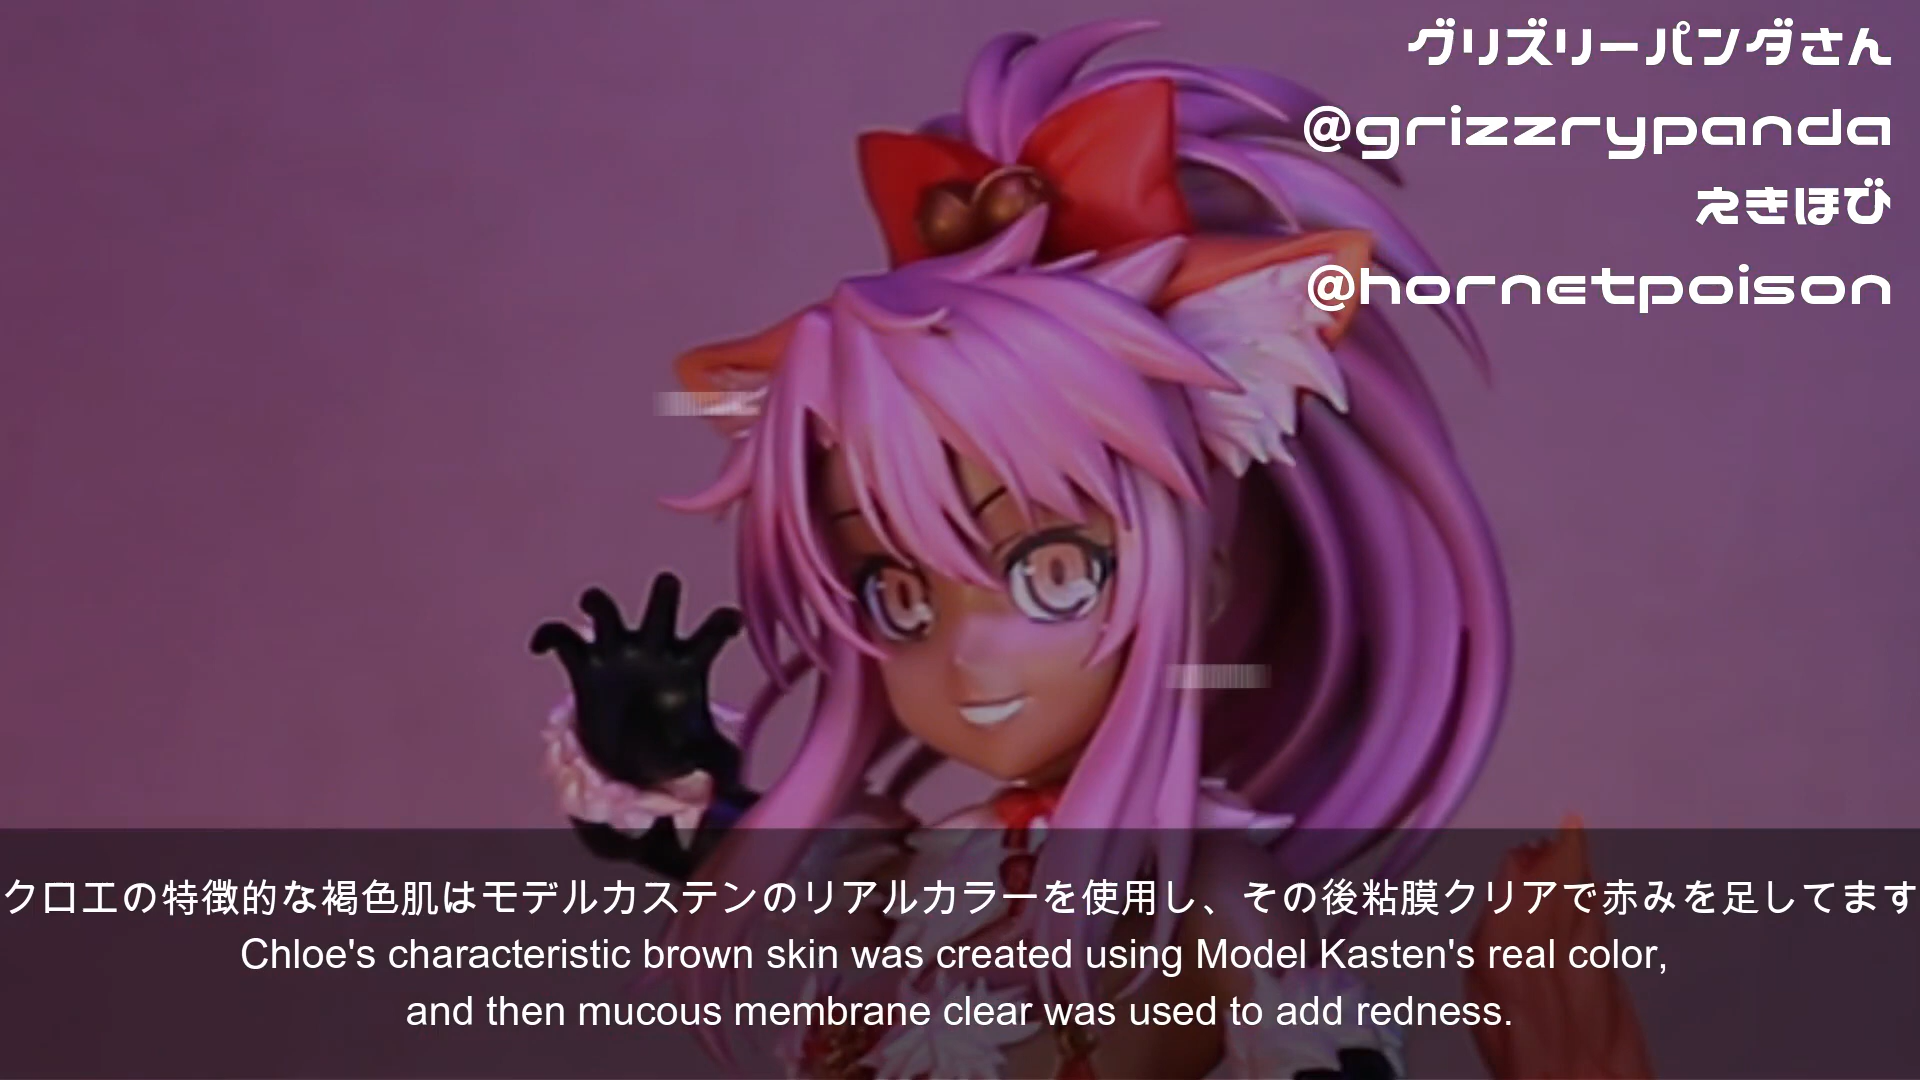 グリズリーパンダさん
@grizzrypanda
えきほび
@hornetpoison
クロエの特徴的な褐色肌はモデルカステンのリアルカラーを使用し、その後粘膜クリアで赤みを足してます
Chloe's characteristic brown skin was created using Model Kasten's real color,
and then mucous membrane clear was used to add redness.